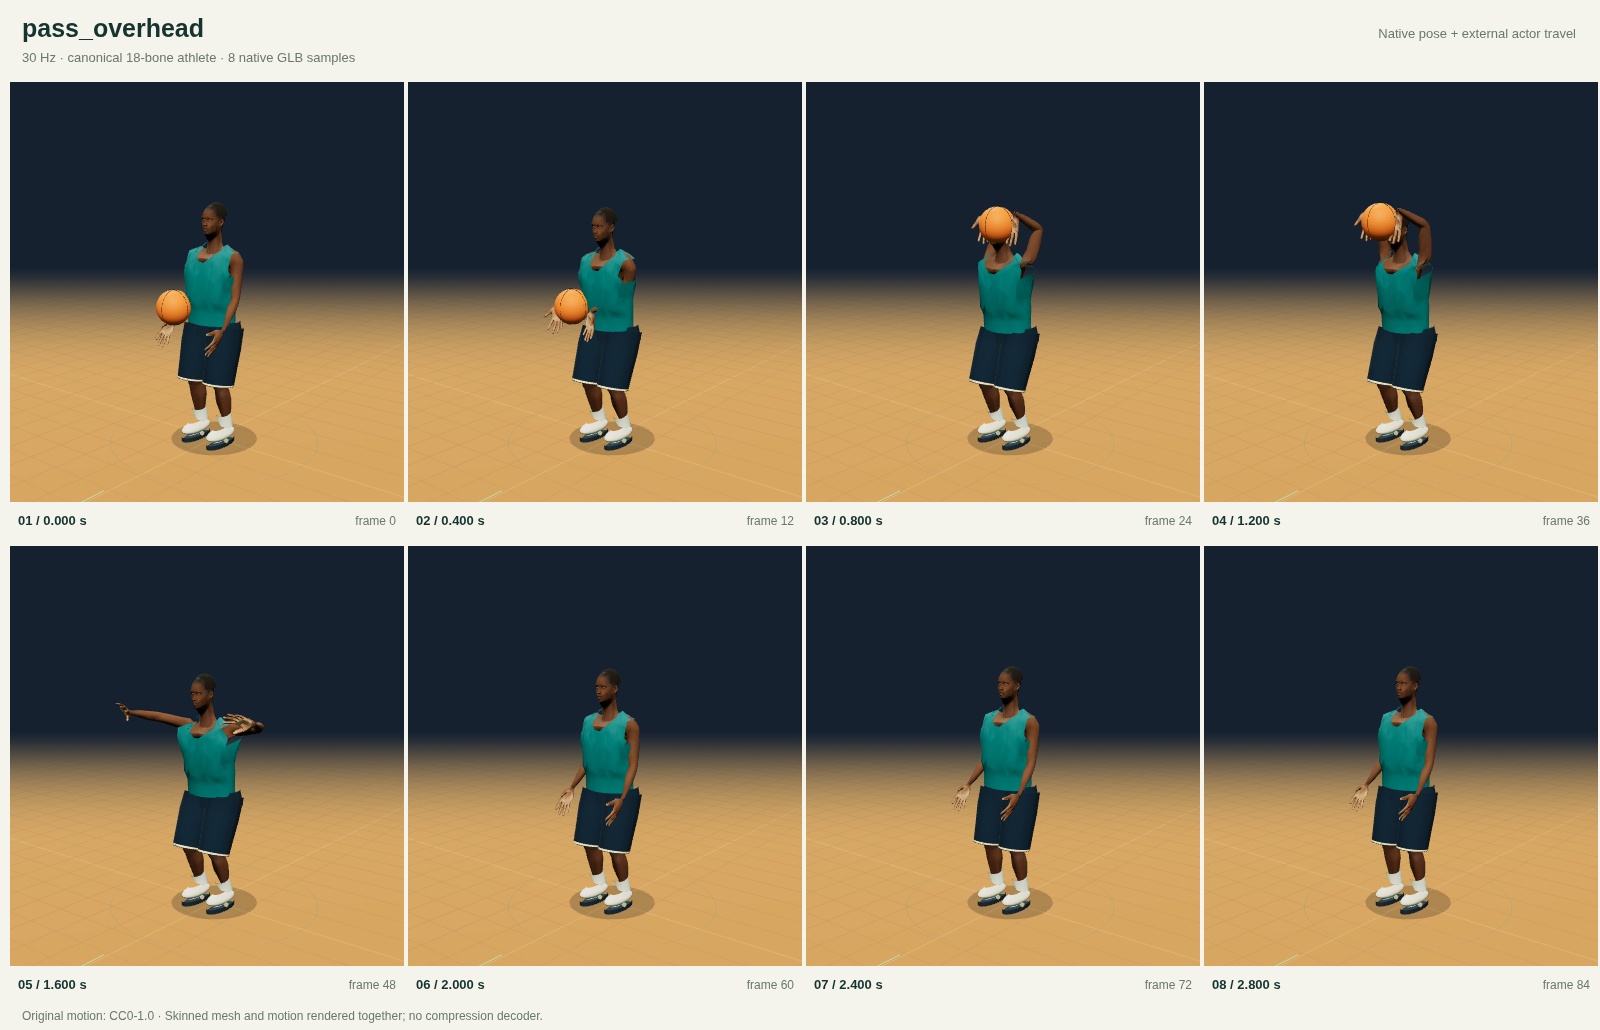 pass_overhead
Native pose + external actor travel
30 Hz · canonical 18-bone athlete · 8 native GLB samples
01 / 0.000 s frame 0
02 / 0.400 s frame 12
03 / 0.800 s frame 24
04 / 1.200 s frame 36
05 / 1.600 s frame 48
06 / 2.000 s frame 60
07 / 2.400 s frame 72
08 / 2.800 s frame 84
Original motion: CC0-1.0 · Skinned mesh and motion rendered together; no compression decoder.